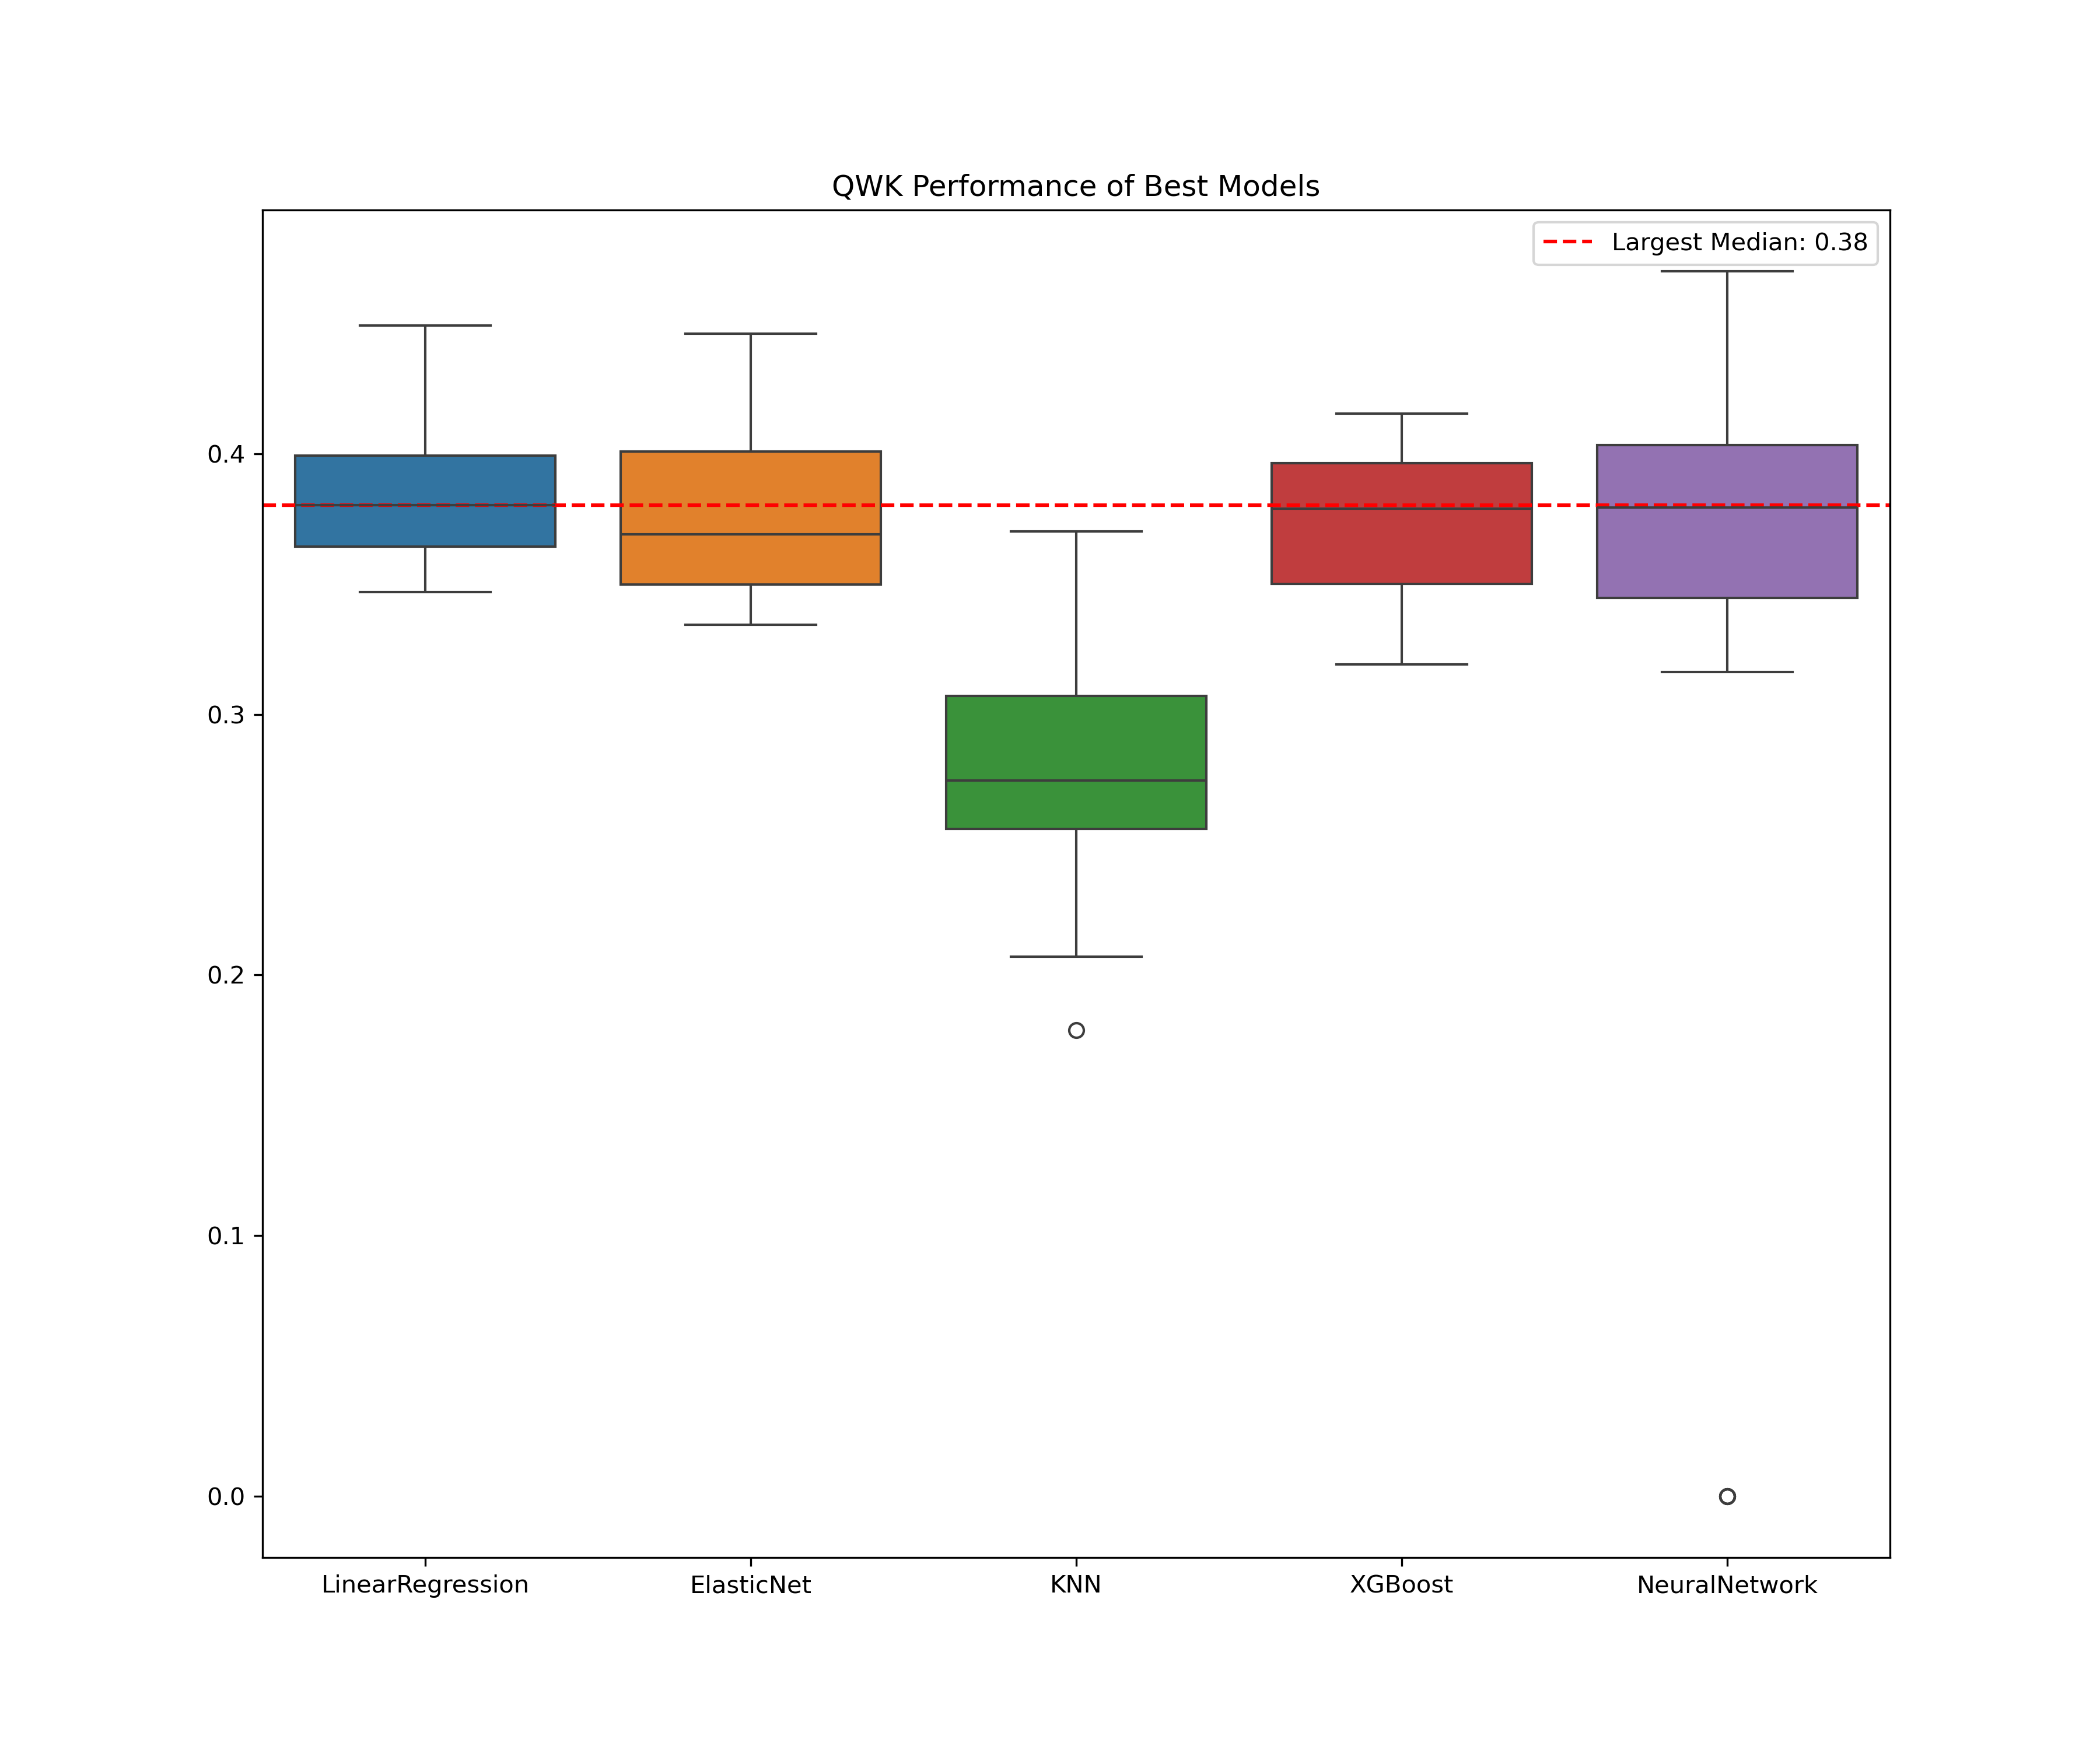 QWK Performance of Best Models
Largest Median: 0.38
0.4
0.3
0.2
0.1
0.0
LinearRegression
ElasticNet
KNN
XGBoost
NeuralNetwork